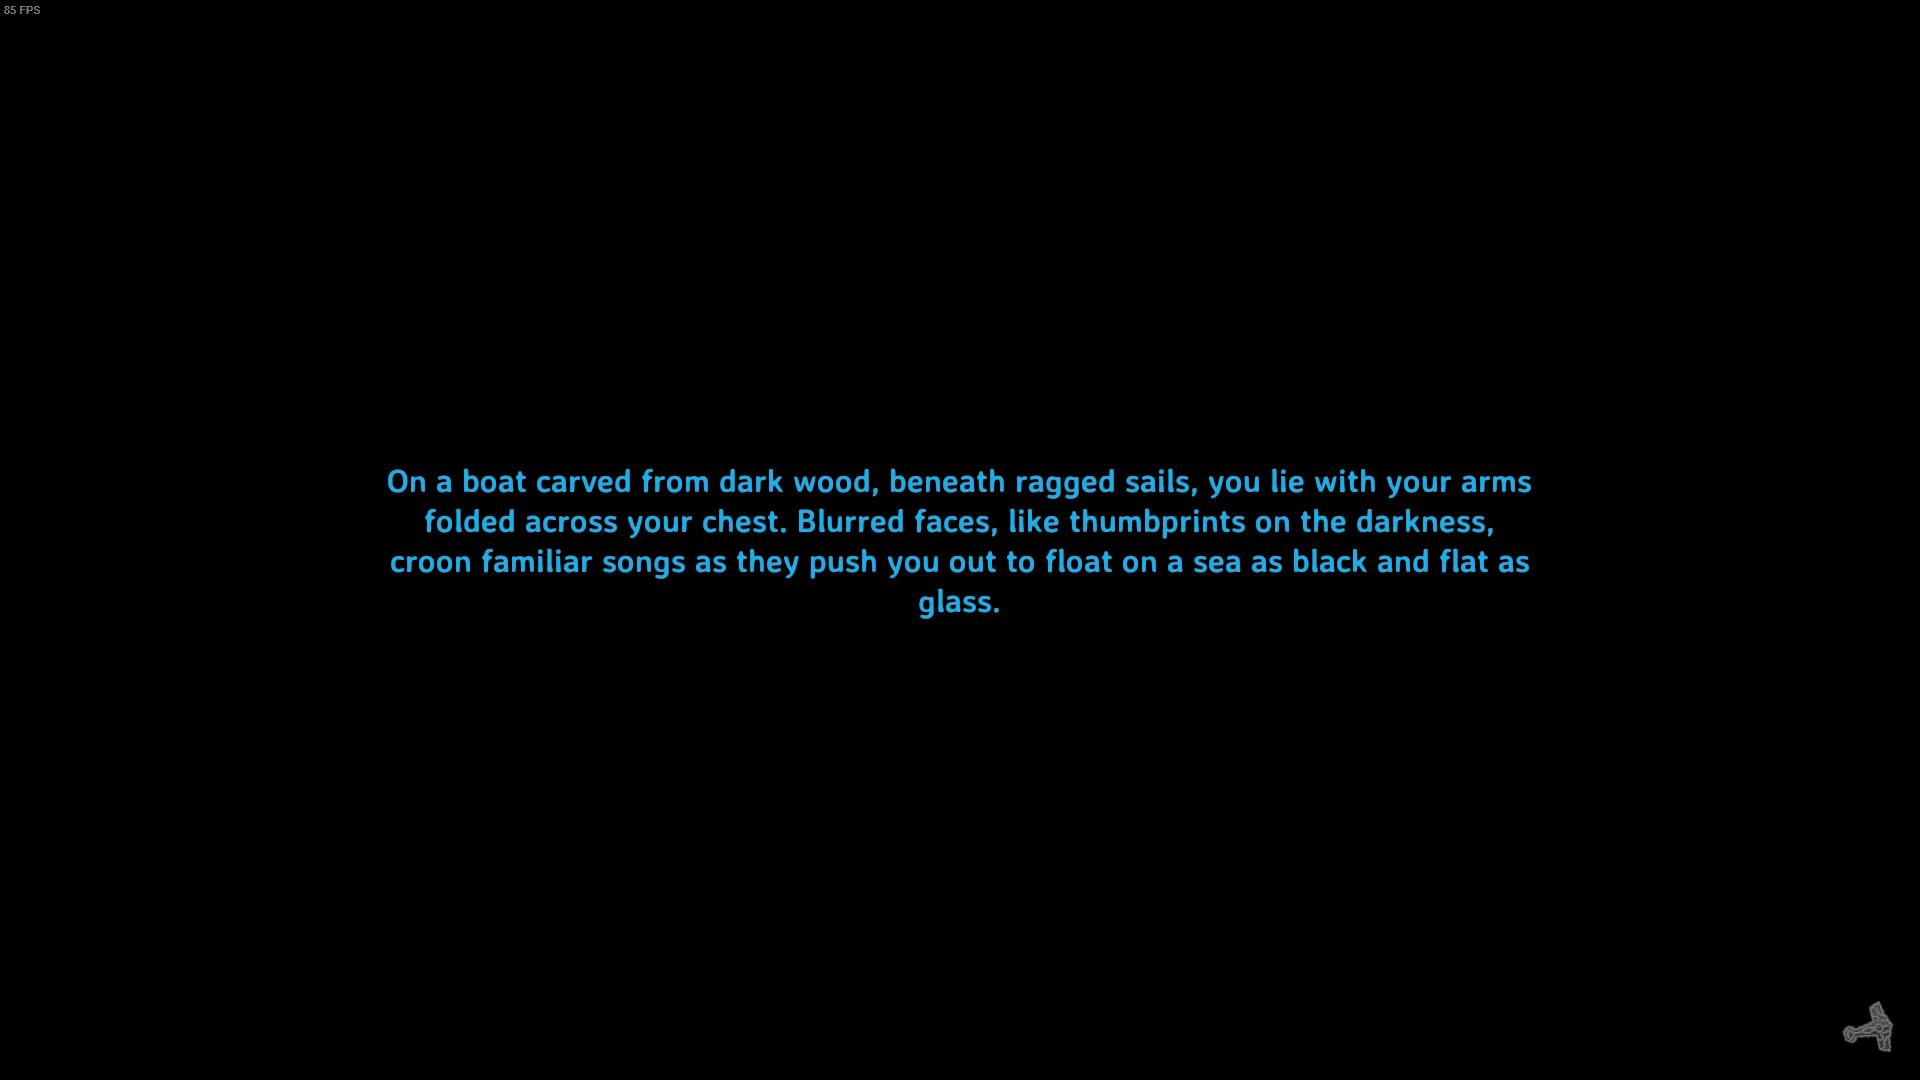 85 FPS
On a boat carved from dark wood, beneath ragged sails, you lie with your arms
folded across your chest. Blurred faces, like thumbprints on the darkness,
croon familiar songs as they push you out to float on a sea as black and flat as
glass.